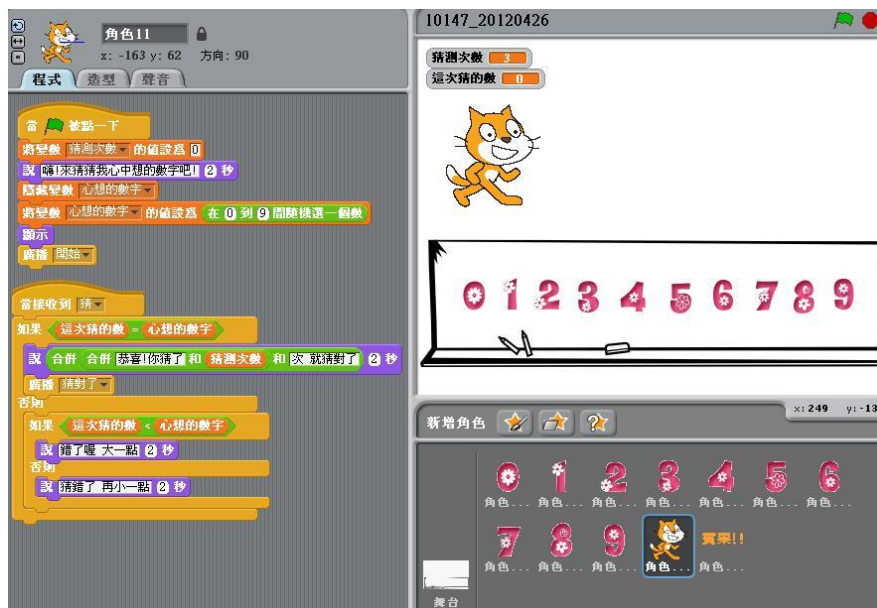 角色11
x: -163 y: 62 方向: 90
程式 造型 聲音
當 被點一下
將變數 猜測次數 的值設為 0
說 嗨!來猜猜我心中想的數字吧! 2 秒
隱藏變數 心想的數字
將變數 心想的數字 的值設為 在 0 到 9 間隨機選一個數
顯示
廣播 開始
當接收到 猜
如果 這次猜的數 = 心想的數字
說 合併 合併 恭喜!你猜了 和 猜測次數 和 次 就猜對了 2 秒
廣播 猜對了
否則
如果 這次猜的數 < 心想的數字
說 錯了喔 大一點 2 秒
否則
說 猜錯了 再小一點 2 秒
10147_20120426
猜測次數 3
這次猜的數 0
0 1 2 3 4 5 6 7 8 9
x: 249 y: -13
新增角色
0 1 2 3 4 5 6
角色... 角色... 角色... 角色... 角色... 角色... 角色...
7 8 9 賓果!!
角色... 角色... 角色... 角色... 角色...
舞台